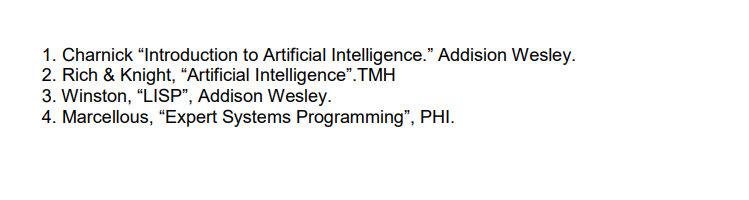 1. Charnick “Introduction to Artificial Intelligence.” Addision Wesley.
2. Rich & Knight, “Artificial Intelligence”.TMH
3. Winston, “LISP”, Addison Wesley.
4. Marcellous, “Expert Systems Programming”, PHI.